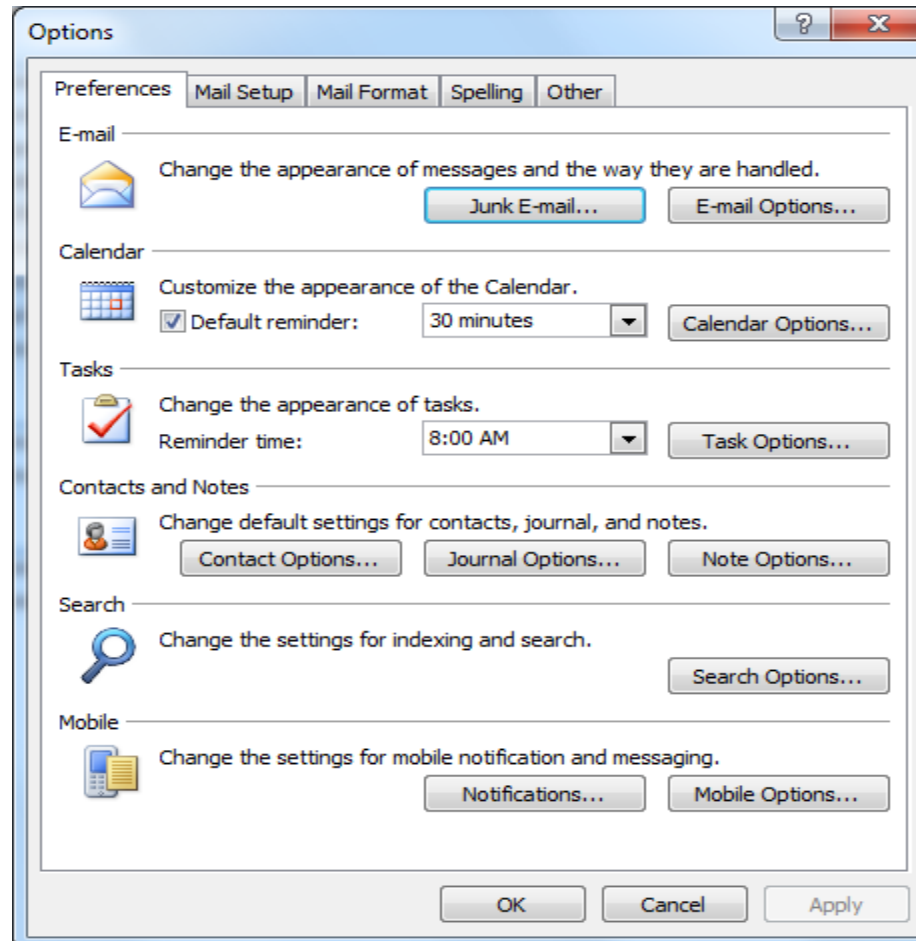 Options
Preferences Mail Setup Mail Format Spelling Other
E-mail
Change the appearance of messages and the way they are handled.
Junk E-mail... E-mail Options...
Calendar
Customize the appearance of the Calendar.
Default reminder: 30 minutes Calendar Options...
Tasks
Change the appearance of tasks.
Reminder time: 8:00 AM Task Options...
Contacts and Notes
Change default settings for contacts, journal, and notes.
Contact Options... Journal Options... Note Options...
Search
Change the settings for indexing and search.
Search Options...
Mobile
Change the settings for mobile notification and messaging.
Notifications... Mobile Options...
OK Cancel Apply